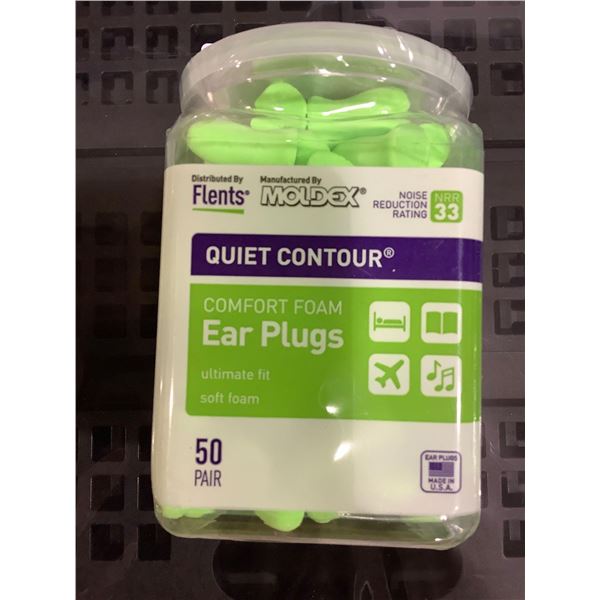 Distributed By
Flents®
Manufactured By
MOLDEX®
NOISE
REDUCTION
RATING
NRR
33
QUIET CONTOUR®
COMFORT FOAM
Ear Plugs
ultimate fit
soft foam
50
PAIR
EAR PLUGS
MADE IN
U.S.A.